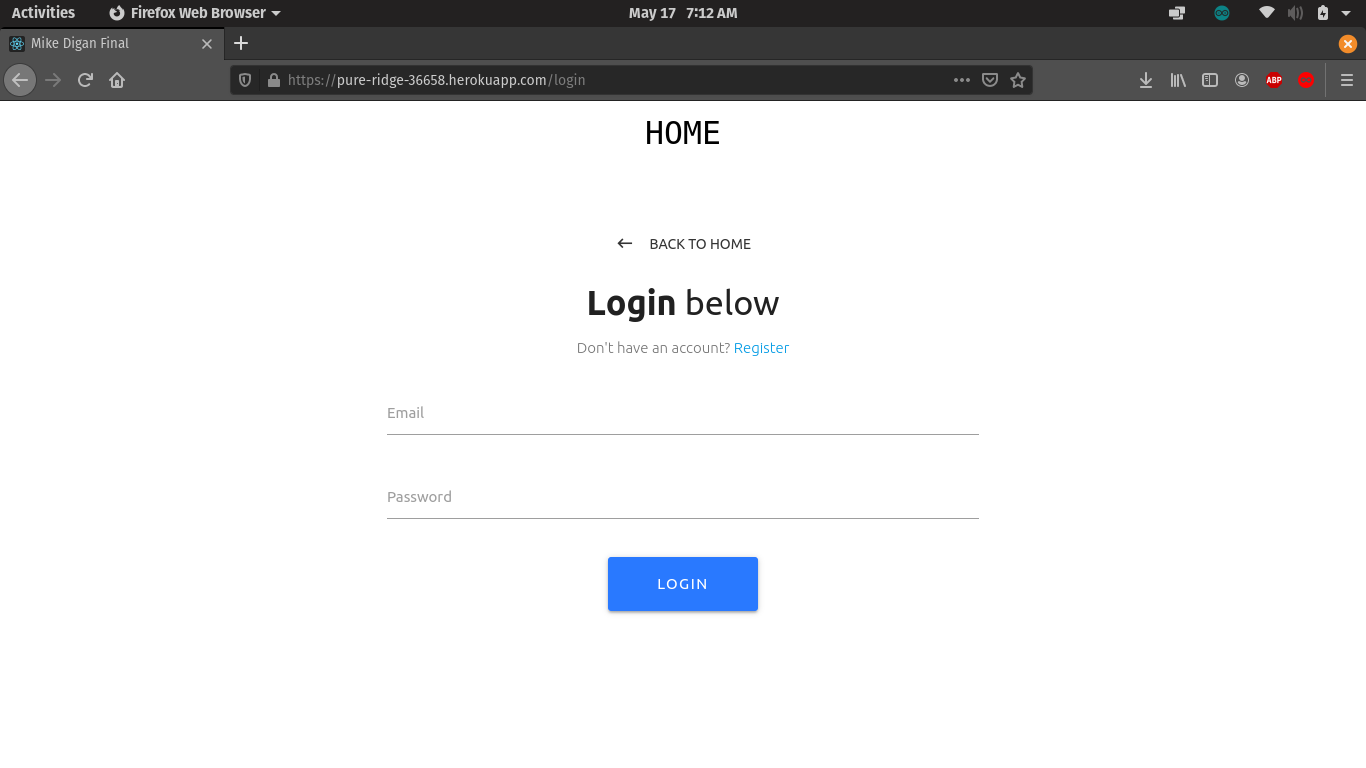 Activities Firefox Web Browser May 17 7:12 AM
Mike Digan Final
https://pure-ridge-36658.herokuapp.com/login ABP
HOME
BACK TO HOME
Login below
Don't have an account? Register
Email
Password
LOGIN